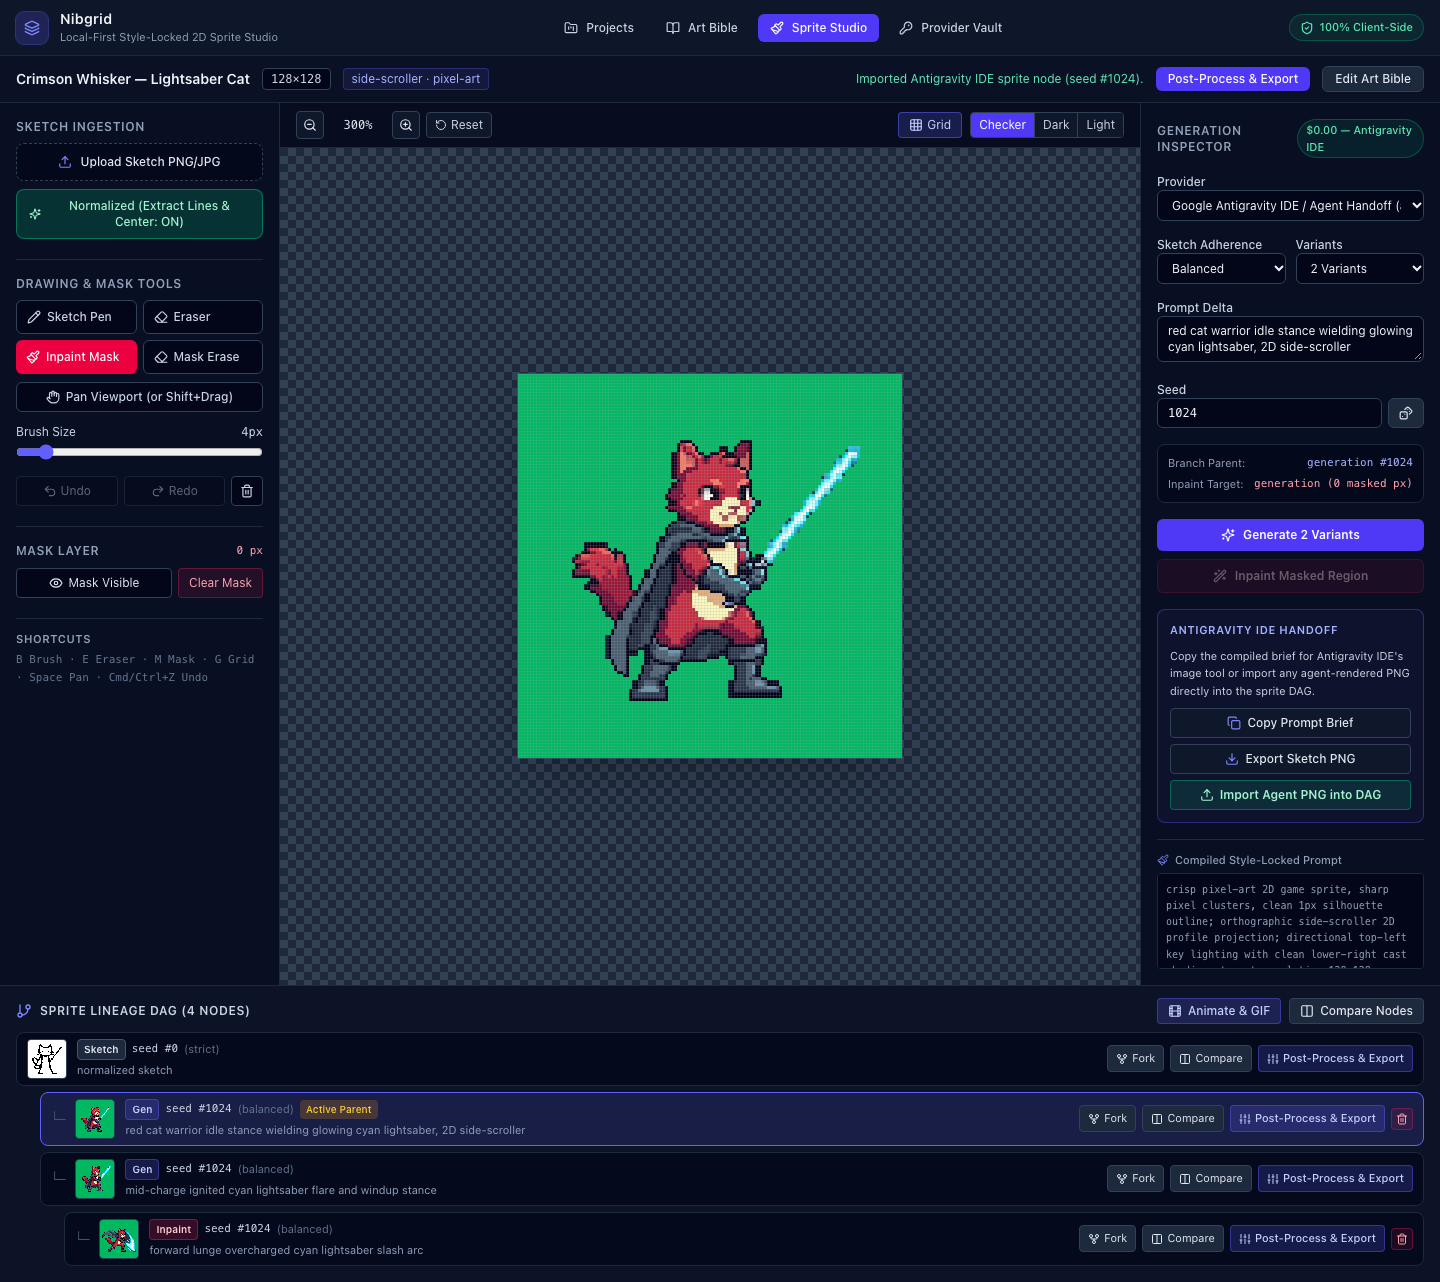 Nibgrid
Local-First Style-Locked 2D Sprite Studio
Projects
Art Bible
Sprite Studio
Provider Vault
100% Client-Side
Crimson Whisker — Lightsaber Cat
128×128
side-scroller · pixel-art
Imported Antigravity IDE sprite node (seed #1024).
Post-Process & Export
Edit Art Bible
SKETCH INGESTION
Upload Sketch PNG/JPG
Normalized (Extract Lines &
Center: ON)
DRAWING & MASK TOOLS
Sketch Pen
Eraser
Inpaint Mask
Mask Erase
Pan Viewport (or Shift+Drag)
Brush Size
4px
Undo
Redo
MASK LAYER
0 px
Mask Visible
Clear Mask
SHORTCUTS
B Brush · E Eraser · M Mask · G Grid
· Space Pan · Cmd/Ctrl+Z Undo
300%
Reset
Grid
Checker
Dark
Light
GENERATION
INSPECTOR
$0.00 — Antigravity
IDE
Provider
Google Antigravity IDE / Agent Handoff
Sketch Adherence
Variants
Balanced
2 Variants
Prompt Delta
red cat warrior idle stance wielding glowing
cyan lightsaber, 2D side-scroller
Seed
1024
Branch Parent:
generation #1024
Inpaint Target:
generation (0 masked px)
Generate 2 Variants
Inpaint Masked Region
ANTIGRAVITY IDE HANDOFF
Copy the compiled brief for Antigravity IDE's
image tool or import any agent-rendered PNG
directly into the sprite DAG.
Copy Prompt Brief
Export Sketch PNG
Import Agent PNG into DAG
Compiled Style-Locked Prompt
crisp pixel-art 2D game sprite, sharp
pixel clusters, clean 1px silhouette
outline; orthographic side-scroller 2D
profile projection; directional top-left
key lighting with clean lower-right cast
SPRITE LINEAGE DAG (4 NODES)
Animate & GIF
Compare Nodes
Sketch seed #0 (strict)
normalized sketch
Fork
Compare
Post-Process & Export
Gen seed #1024 (balanced) Active Parent
red cat warrior idle stance wielding glowing cyan lightsaber, 2D side-scroller
Fork
Compare
Post-Process & Export
Gen seed #1024 (balanced)
mid-charge ignited cyan lightsaber flare and windup stance
Fork
Compare
Post-Process & Export
Inpaint seed #1024 (balanced)
forward lunge overcharged cyan lightsaber slash arc
Fork
Compare
Post-Process & Export